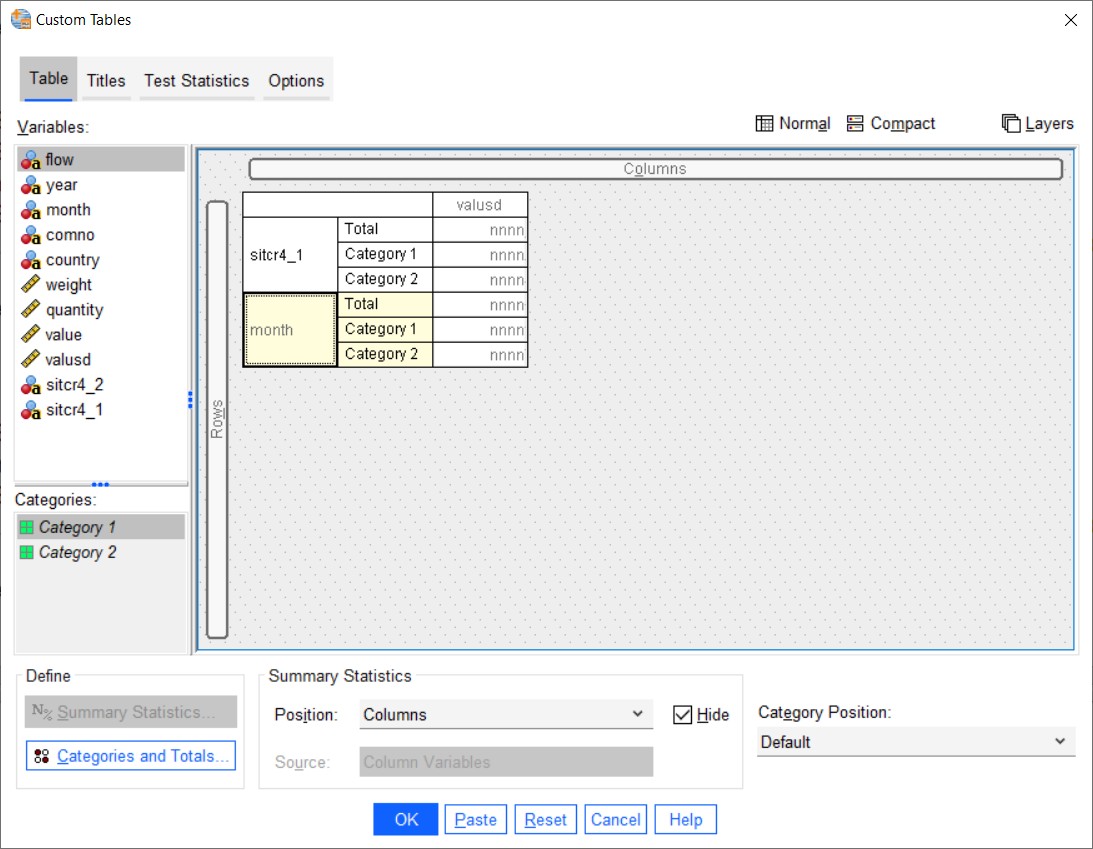 Custom Tables
Table Titles Test Statistics Options
Variables:
Normal Compact Layers
flow
year
month
comno
country
weight
quantity
value
valusd
sitcr4_2
sitcr4_1
Categories:
Category 1
Category 2
Columns
Rows
valusd
sitcr4_1 Total nnnn
Category 1 nnnn
Category 2 nnnn
month Total nnnn
Category 1 nnnn
Category 2 nnnn
Define
N% Summary Statistics...
Categories and Totals...
Summary Statistics
Position: Columns Hide
Source: Column Variables
Category Position:
Default
OK Paste Reset Cancel Help